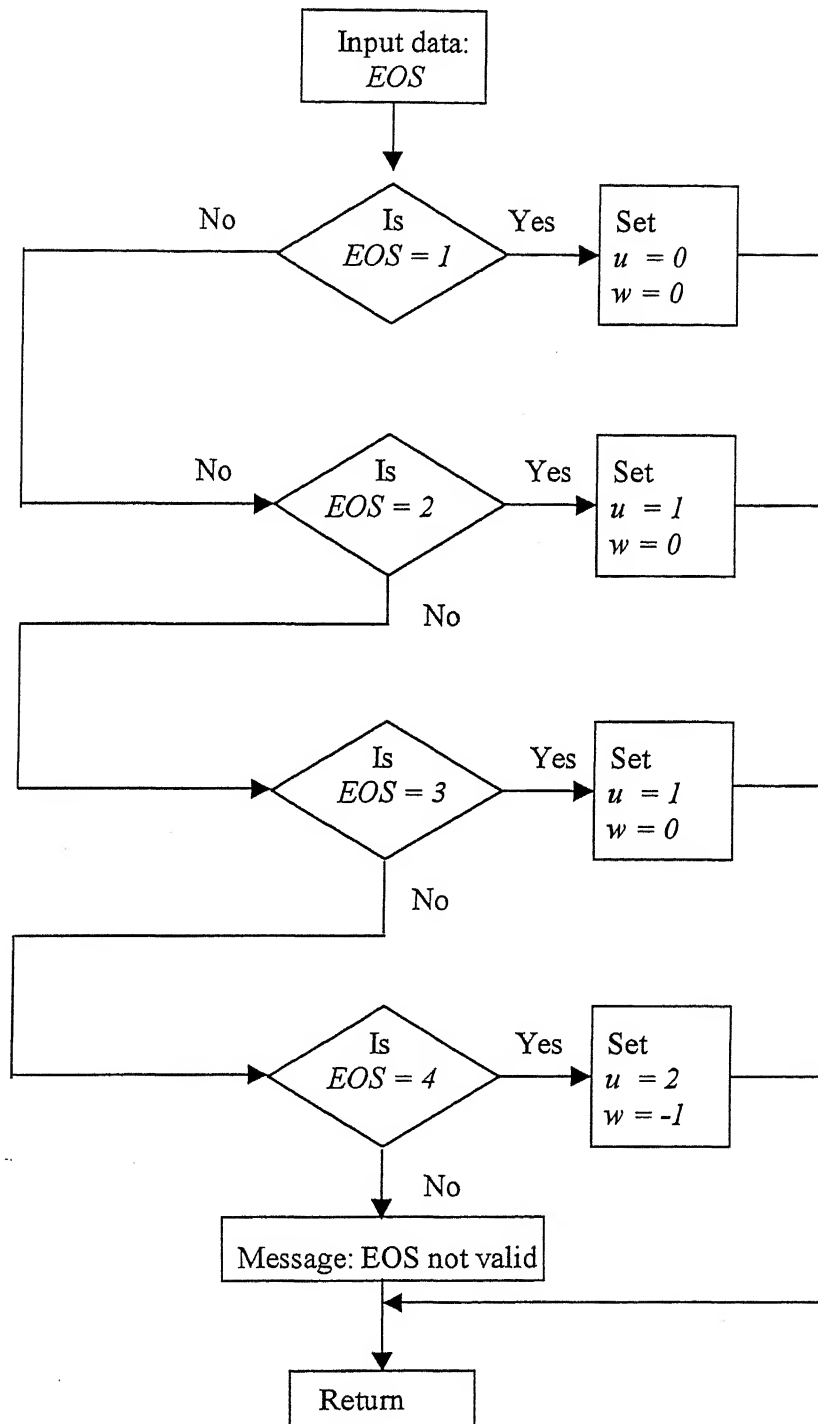 Input data:
EOS
No
Is
EOS = 1
Yes
Set
u = 0
w = 0
No
Is
EOS = 2
Yes
Set
u = 1
w = 0
No
Is
EOS = 3
Yes
Set
u = 1
w = 0
No
Is
EOS = 4
Yes
Set
u = 2
w = -1
No
Message: EOS not valid
Return